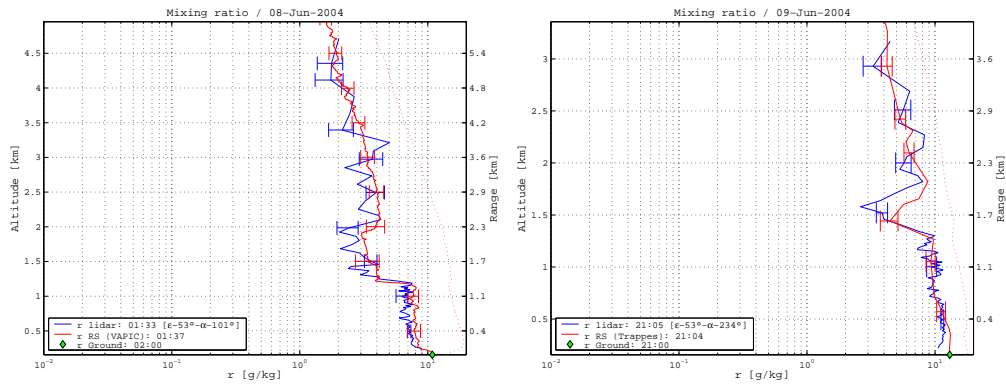 Mixing ratio / 08-Jun-2004
Altitude [km]
4.5
4
3.5
3
2.5
2
1.5
1
0.5
5.4
4.8
4.2
3.6
2.9
2.3
1.7
1.1
0.4
Range [km]
r lidar: 01:33 [ε-53°-α-101°]
r RS (VAPIC): 01:37
r Ground: 02:00
10⁻² 10⁻¹ 10⁰ 10¹
r [g/kg]
Mixing ratio / 09-Jun-2004
Altitude [km]
3
2.5
2
1.5
1
0.5
3.6
2.9
2.3
1.7
1.1
0.4
Range [km]
r lidar: 21:05 [ε-53°-α-234°]
r RS (Trappes): 21:04
r Ground: 21:00
10⁻² 10⁻¹ 10⁰ 10¹
r [g/kg]